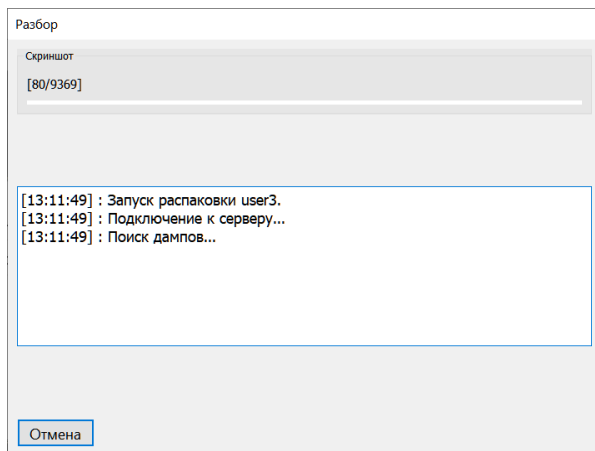 Разбор
Скриншот
[80/9369]
[13:11:49] : Запуск распаковки user3.
[13:11:49] : Подключение к серверу...
[13:11:49] : Поиск дампов...
Отмена